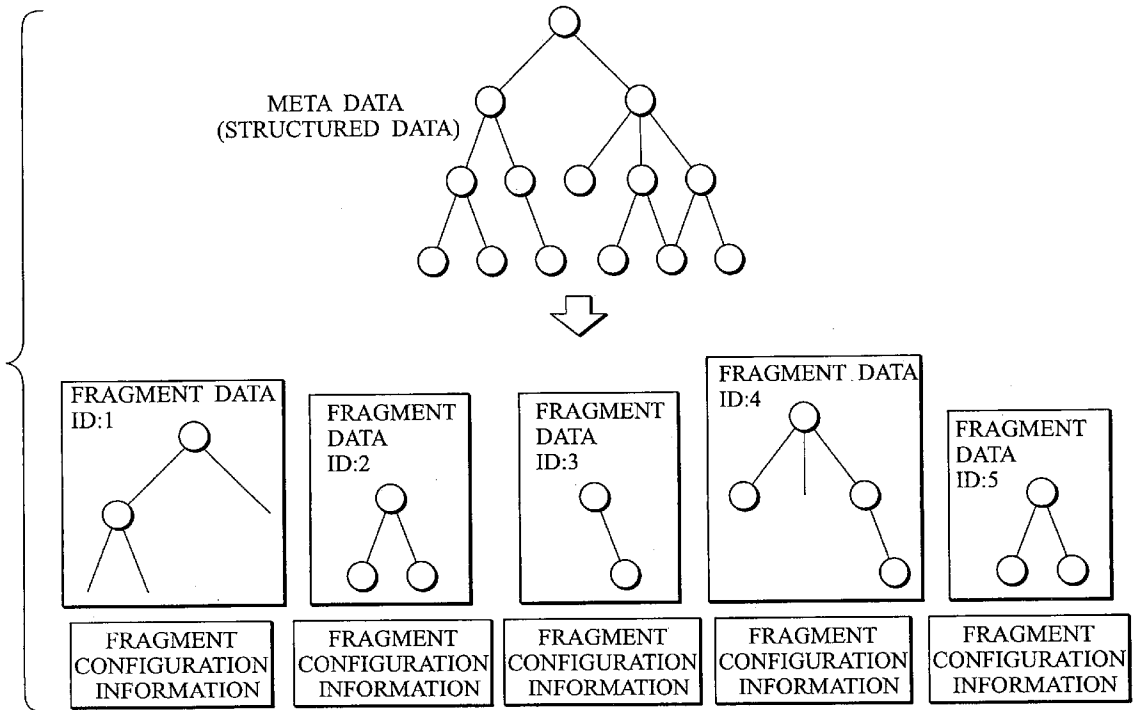 META DATA
(STRUCTURED DATA)
FRAGMENT DATA
ID:1
FRAGMENT
DATA
ID:2
FRAGMENT
DATA
ID:3
FRAGMENT DATA
ID:4
FRAGMENT
DATA
ID:5
FRAGMENT
CONFIGURATION
INFORMATION
FRAGMENT
CONFIGURATION
INFORMATION
FRAGMENT
CONFIGURATION
INFORMATION
FRAGMENT
CONFIGURATION
INFORMATION
FRAGMENT
CONFIGURATION
INFORMATION